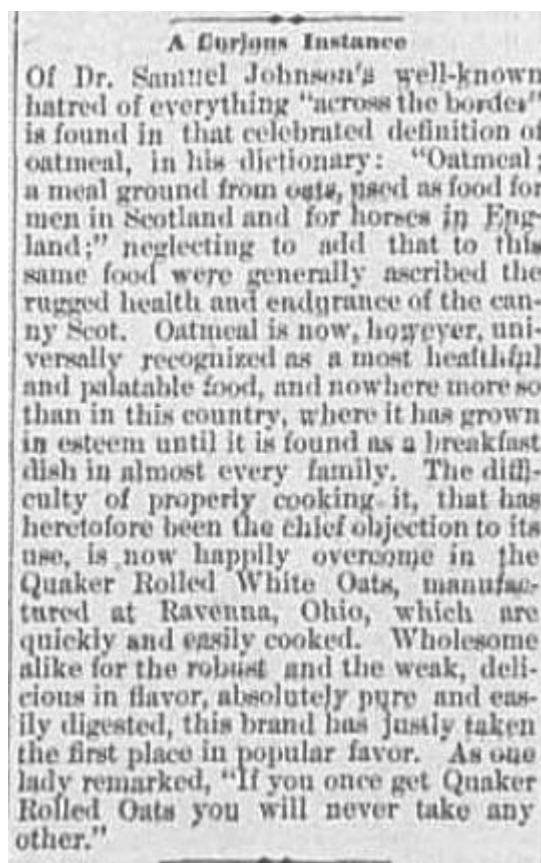 A Curious Instance
Of Dr. Samuel Johnson's well-known
hatred of everything "across the border"
is found in that celebrated definition of
oatmeal, in his dictionary: "Oatmeal;
a meal ground from oats, used as food for
men in Scotland and for horses in Eng-
land;" neglecting to add that to this
same food were generally ascribed the
rugged health and endurance of the can-
ny Scot. Oatmeal is now, however, uni-
versally recognized as a most healthful
and palatable food, and nowhere more so
than in this country, where it has grown
in esteem until it is found as a breakfast
dish in almost every family. The diffi-
culty of properly cooking it, that has
heretofore been the chief objection to its
use, is now happily overcome in the
Quaker Rolled White Oats, manufac-
tured at Ravenna, Ohio, which are
quickly and easily cooked. Wholesome
alike for the robust and the weak, deli-
cious in flavor, absolutely pure and eas-
ily digested, this brand has justly taken
the first place in popular favor. As one
lady remarked, "If you once get Quaker
Rolled Oats you will never take any
other."